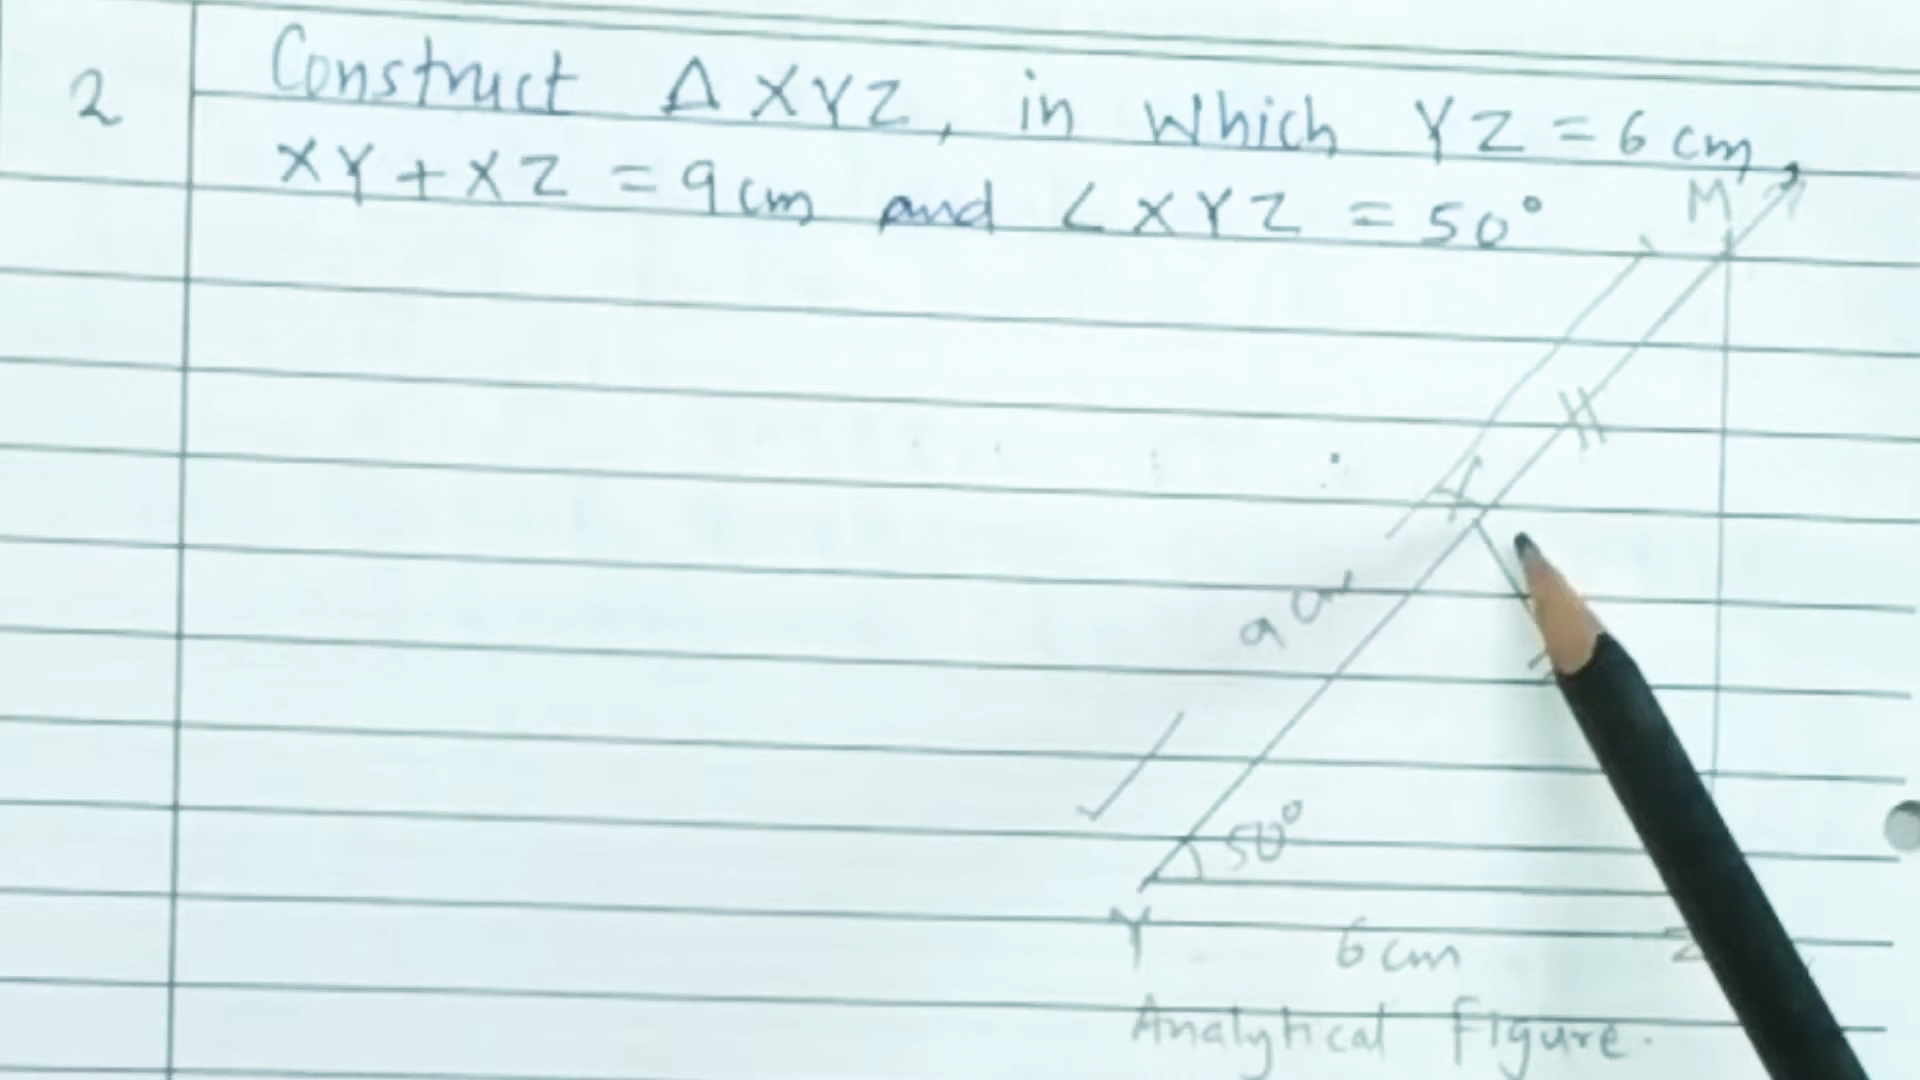 2
Construct Δ XYZ, in which YZ = 6 cm,
XY + XZ = 9 cm and ∠XYZ = 50°
M
X
9 cm
50°
Y
6 cm
Z
Analytical Figure.